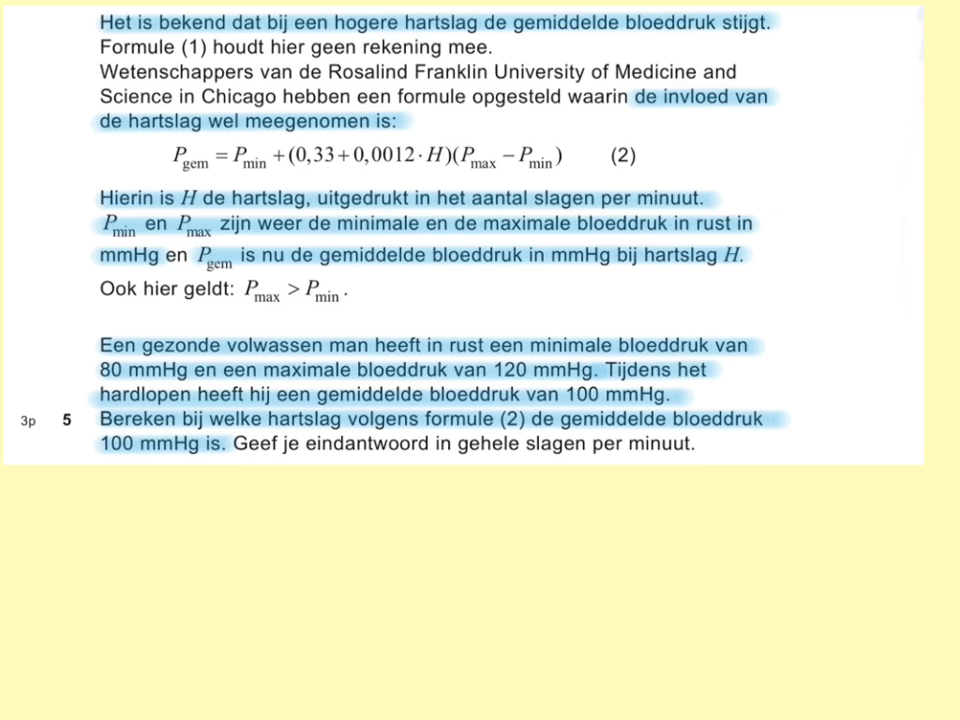 Het is bekend dat bij een hogere hartslag de gemiddelde bloeddruk stijgt.
Formule (1) houdt hier geen rekening mee.
Wetenschappers van de Rosalind Franklin University of Medicine and
Science in Chicago hebben een formule opgesteld waarin de invloed van
de hartslag wel meegenomen is:
P_gem = P_min + (0,33 + 0,0012 · H)(P_max − P_min) (2)
Hierin is H de hartslag, uitgedrukt in het aantal slagen per minuut.
P_min en P_max zijn weer de minimale en de maximale bloeddruk in rust in
mmHg en P_gem is nu de gemiddelde bloeddruk in mmHg bij hartslag H.
Ook hier geldt: P_max > P_min.
Een gezonde volwassen man heeft in rust een minimale bloeddruk van
80 mmHg en een maximale bloeddruk van 120 mmHg. Tijdens het
hardlopen heeft hij een gemiddelde bloeddruk van 100 mmHg.
3p 5 Bereken bij welke hartslag volgens formule (2) de gemiddelde bloeddruk
100 mmHg is. Geef je eindantwoord in gehele slagen per minuut.